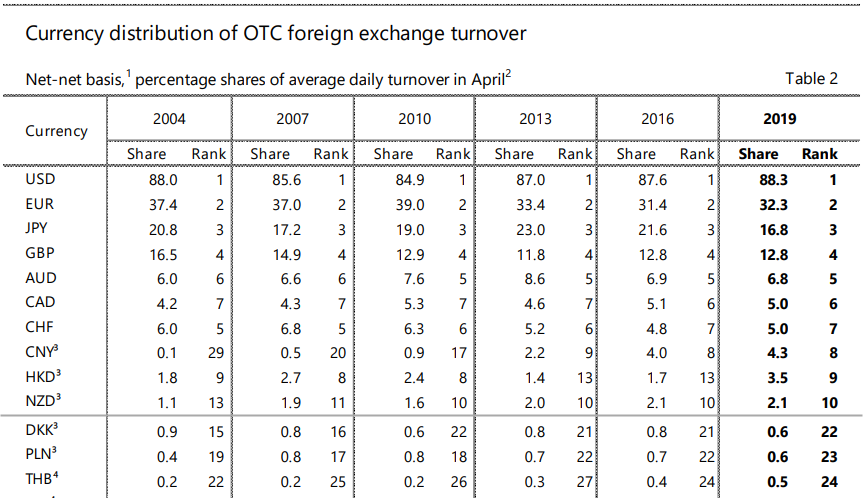 Currency distribution of OTC foreign exchange turnover
Net-net basis,¹ percentage shares of average daily turnover in April² Table 2
Currency 2004 2007 2010 2013 2016 2019
Share Rank Share Rank Share Rank Share Rank Share Rank Share Rank
USD 88.0 1 85.6 1 84.9 1 87.0 1 87.6 1 88.3 1
EUR 37.4 2 37.0 2 39.0 2 33.4 2 31.4 2 32.3 2
JPY 20.8 3 17.2 3 19.0 3 23.0 3 21.6 3 16.8 3
GBP 16.5 4 14.9 4 12.9 4 11.8 4 12.8 4 12.8 4
AUD 6.0 6 6.6 6 7.6 5 8.6 5 6.9 5 6.8 5
CAD 4.2 7 4.3 7 5.3 7 4.6 7 5.1 6 5.0 6
CHF 6.0 5 6.8 5 6.3 6 5.2 6 4.8 7 5.0 7
CNY³ 0.1 29 0.5 20 0.9 17 2.2 9 4.0 8 4.3 8
HKD³ 1.8 9 2.7 8 2.4 8 1.4 13 1.7 13 3.5 9
NZD³ 1.1 13 1.9 11 1.6 10 2.0 10 2.1 10 2.1 10
DKK³ 0.9 15 0.8 16 0.6 22 0.8 21 0.8 21 0.6 22
PLN³ 0.4 19 0.8 17 0.8 18 0.7 22 0.7 22 0.6 23
THB⁴ 0.2 22 0.2 25 0.2 26 0.3 27 0.4 24 0.5 24